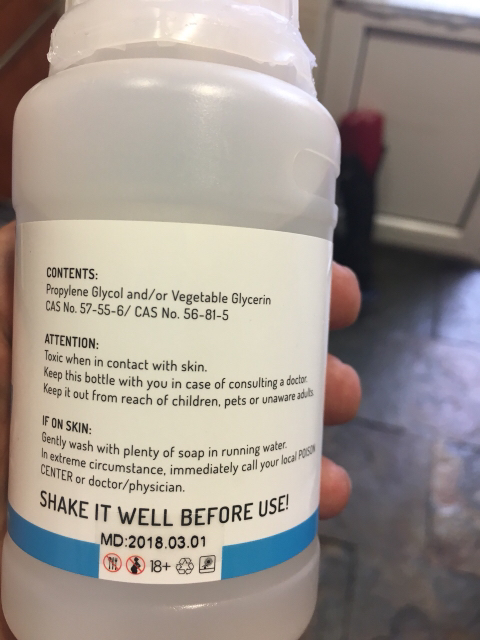 CONTENTS:
Propylene Glycol and/or Vegetable Glycerin
CAS No. 57-55-6/ CAS No. 56-81-5
ATTENTION:
Toxic when in contact with skin.
Keep this bottle with you in case of consulting a doctor.
Keep it out from reach of children, pets or unaware adults.
IF ON SKIN:
Gently wash with plenty of soap in running water.
In extreme circumstance, immediately call your local POISON
CENTER or doctor/physician.
SHAKE IT WELL BEFORE USE!
MD:2018.03.01
18+